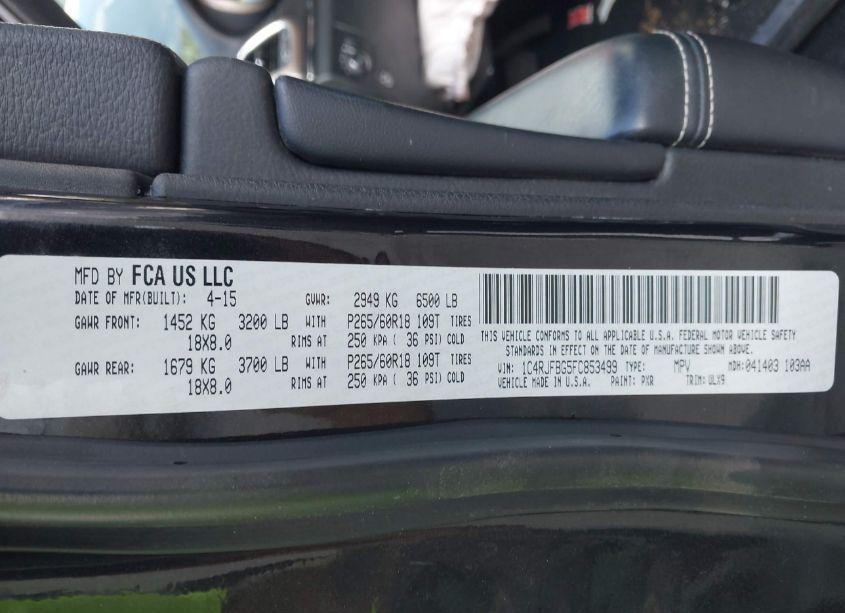 MFD BY FCA US LLC
DATE OF MFR(BUILT): 4-15 GVWR: 2949 KG 6500 LB
GAWR FRONT: 1452 KG 3200 LB WITH P265/60R18 109T TIRES
18X8.0 RIMS AT 250 KPA ( 36 PSI) COLD
GAWR REAR: 1679 KG 3700 LB WITH P265/60R18 109T TIRES
18X8.0 RIMS AT 250 KPA ( 36 PSI) COLD
THIS VEHICLE CONFORMS TO ALL APPLICABLE U.S.A. FEDERAL MOTOR VEHICLE SAFETY
STANDARDS IN EFFECT ON THE DATE OF MANUFACTURE SHOWN ABOVE.
VIN: 1C4RJFBG5FC853499 TYPE: MPV MDH:041403 103AA
VEHICLE MADE IN U.S.A. PAINT: PXR TRIM:ULX9